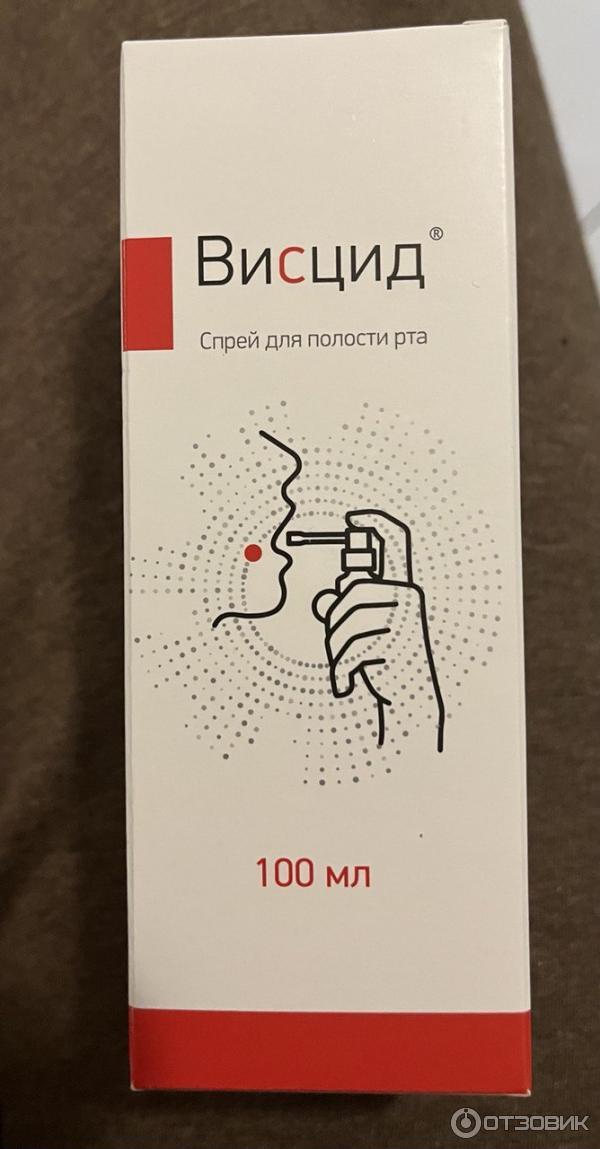 Висцид®
Спрей для полости рта
100 мл
ОТЗОВИК